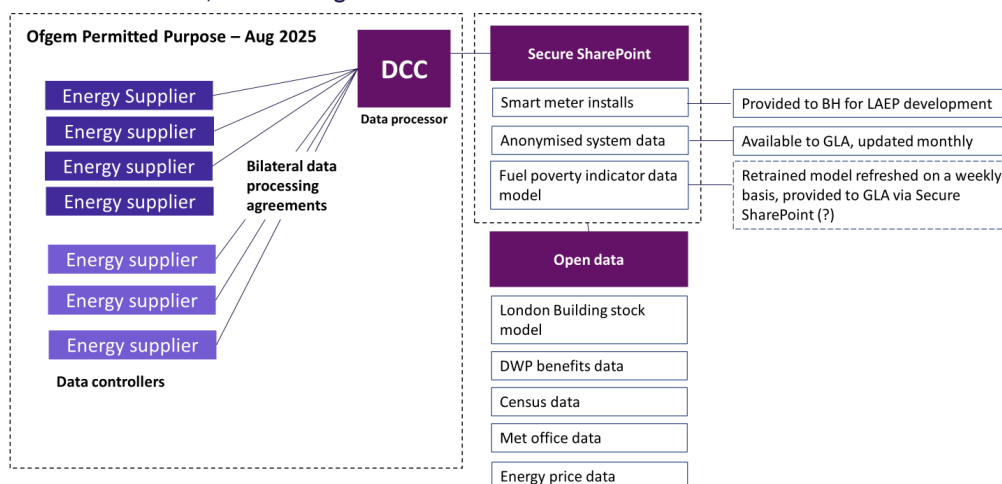 Ofgem Permitted Purpose – Aug 2025
Energy Supplier
Energy supplier
Energy supplier
Energy supplier
Energy supplier
Energy supplier
Energy supplier
Data controllers
Bilateral data
processing
agreements
DCC
Data processor
Secure SharePoint
Smart meter installs
Anonymised system data
Fuel poverty indicator data
model
Provided to BH for LAEP development
Available to GLA, updated monthly
Retrained model refreshed on a weekly
basis, provided to GLA via Secure
SharePoint (?)
Open data
London Building stock
model
DWP benefits data
Census data
Met office data
Energy price data